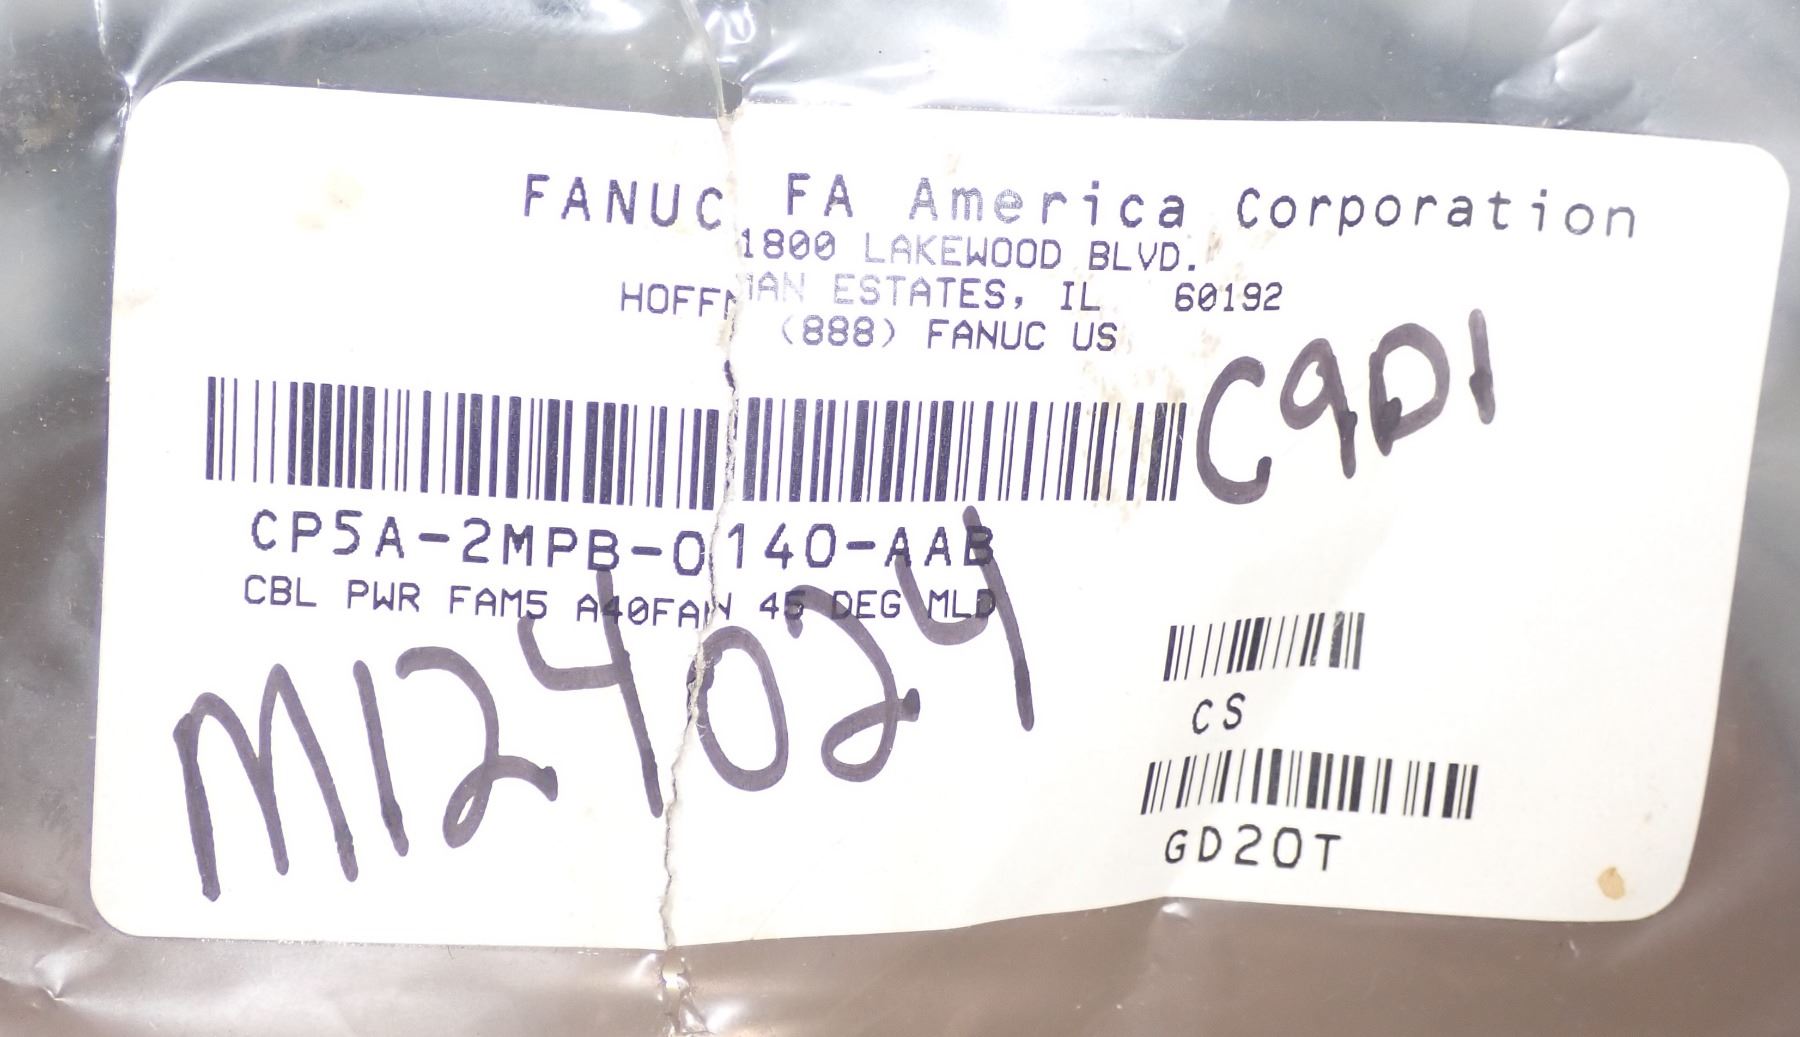 FANUC FA America Corporation
1800 LAKEWOOD BLVD.
HOFFMAN ESTATES, IL 60192
(888) FANUC US
C9D1
CP5A-2MPB-0140-AAB
CBL PWR FAM5 A40FAN 45 DEG MLD
M124024
CS
GD20T